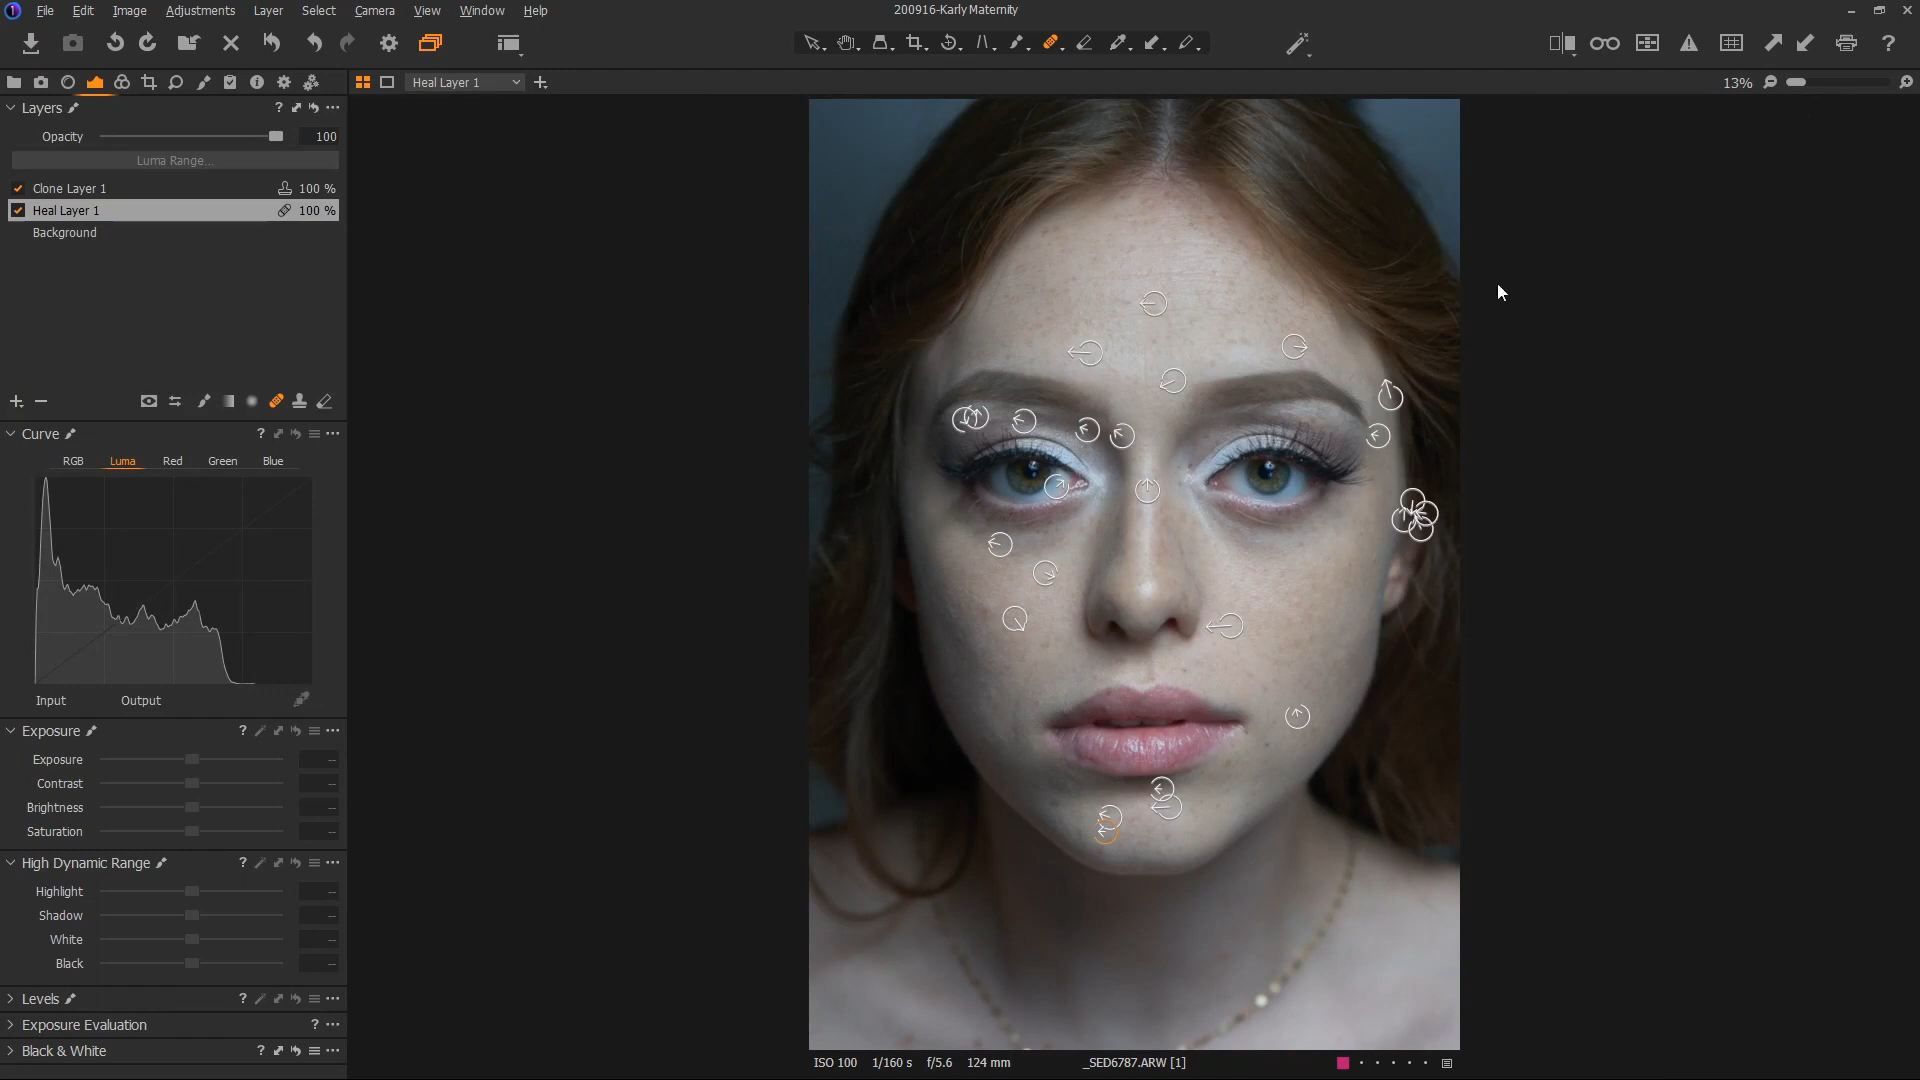 File Edit Image Adjustments Layer Select Camera View Window Help
200916-Karly Maternity
Heal Layer 1
13%
Layers
Opacity 100
Luma Range...
Clone Layer 1 100 %
Heal Layer 1 100 %
Background
Curve
RGB Luma Red Green Blue
Input Output
Exposure
Exposure --
Contrast --
Brightness --
Saturation --
High Dynamic Range
Highlight --
Shadow --
White --
Black --
Levels
Exposure Evaluation
Black & White
ISO 100 1/160 s f/5.6 124 mm _SED6787.ARW [1]